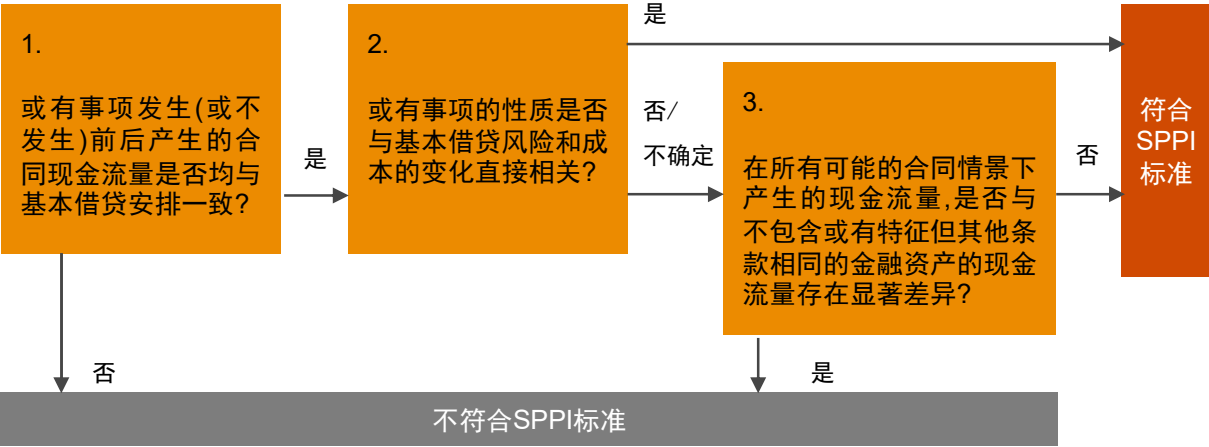 1.
或有事项发生(或不
发生)前后产生的合
同现金流量是否均与
基本借贷安排一致?
是
否
2.
或有事项的性质是否
与基本借贷风险和成
本的变化直接相关?
是
否/
不确定
3.
在所有可能的合同情景下
产生的现金流量,是否与
不包含或有特征但其他条
款相同的金融资产的现金
流量存在显著差异?
否
是
符合
SPPI
标准
不符合SPPI标准